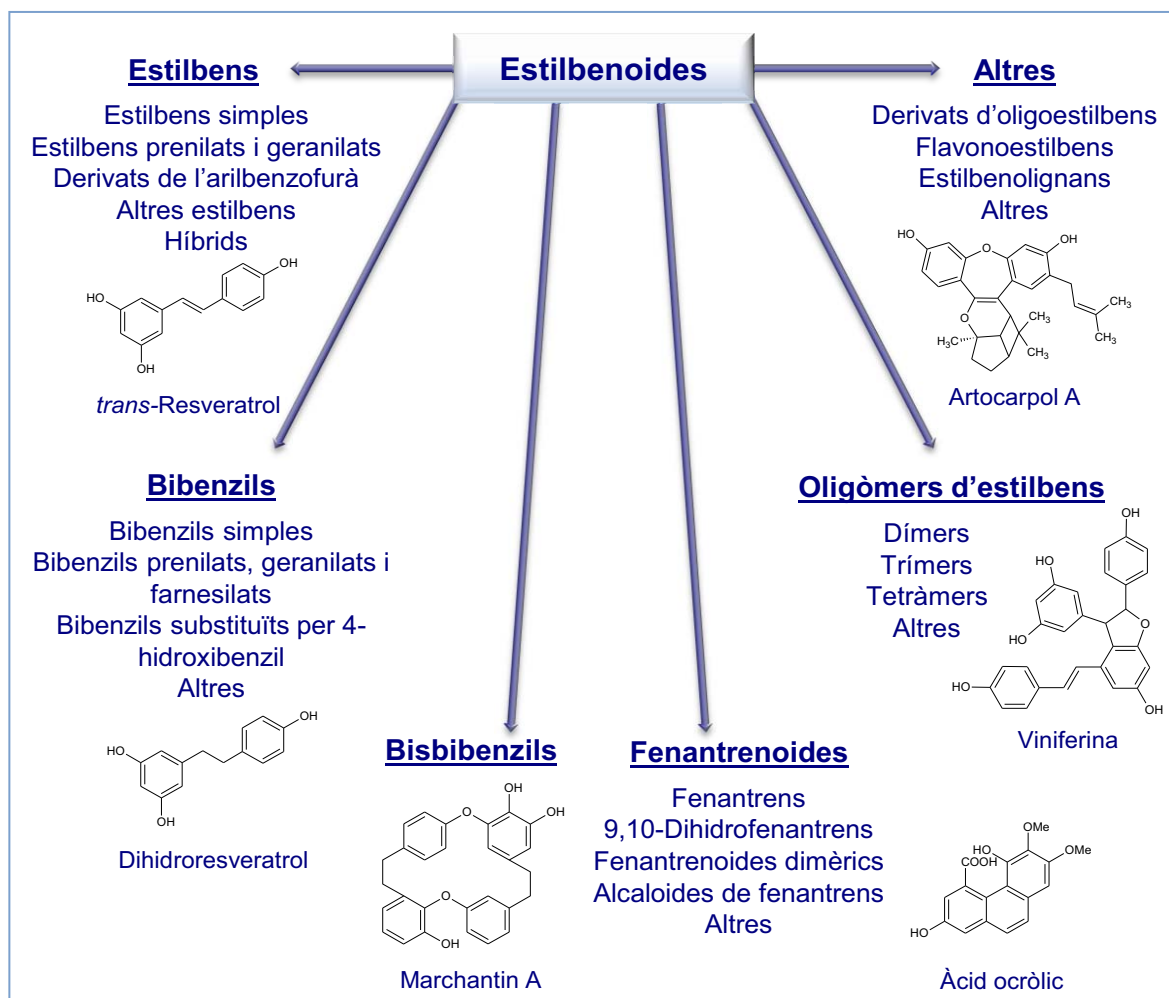 Estilbenoides
Estilbens
Estilbens simples
Estilbens prenilats i geranilats
Derivats de l'arilbenzofurà
Altres estilbens
Híbrids
OH
HO
OH
trans-Resveratrol
Altres
Derivats d'oligoestilbens
Flavonoestilbens
Estilbenolignans
Altres
HO
O
OH
O
H₃C
CH₃
CH₃
CH₃
CH₃
Artocarpol A
Bibenzils
Bibenzils simples
Bibenzils prenilats, geranilats i
farnesilats
Bibenzils substituïts per 4-
hidroxibenzil
Altres
OH
HO
OH
Dihidroresveratrol
Oligòmers d'estilbens
Dímers
Trímers
Tetràmers
Altres
OH
HO
HO
O
HO
OH
Viniferina
Bisbibenzils
OH
O
OH
O
OH
Marchantin A
Fenantrenoides
Fenantrens
9,10-Dihidrofenantrens
Fenantrenoides dimèrics
Alcaloides de fenantrens
Altres
OMe
HO
OMe
COOH
HO
Àcid ocròlic